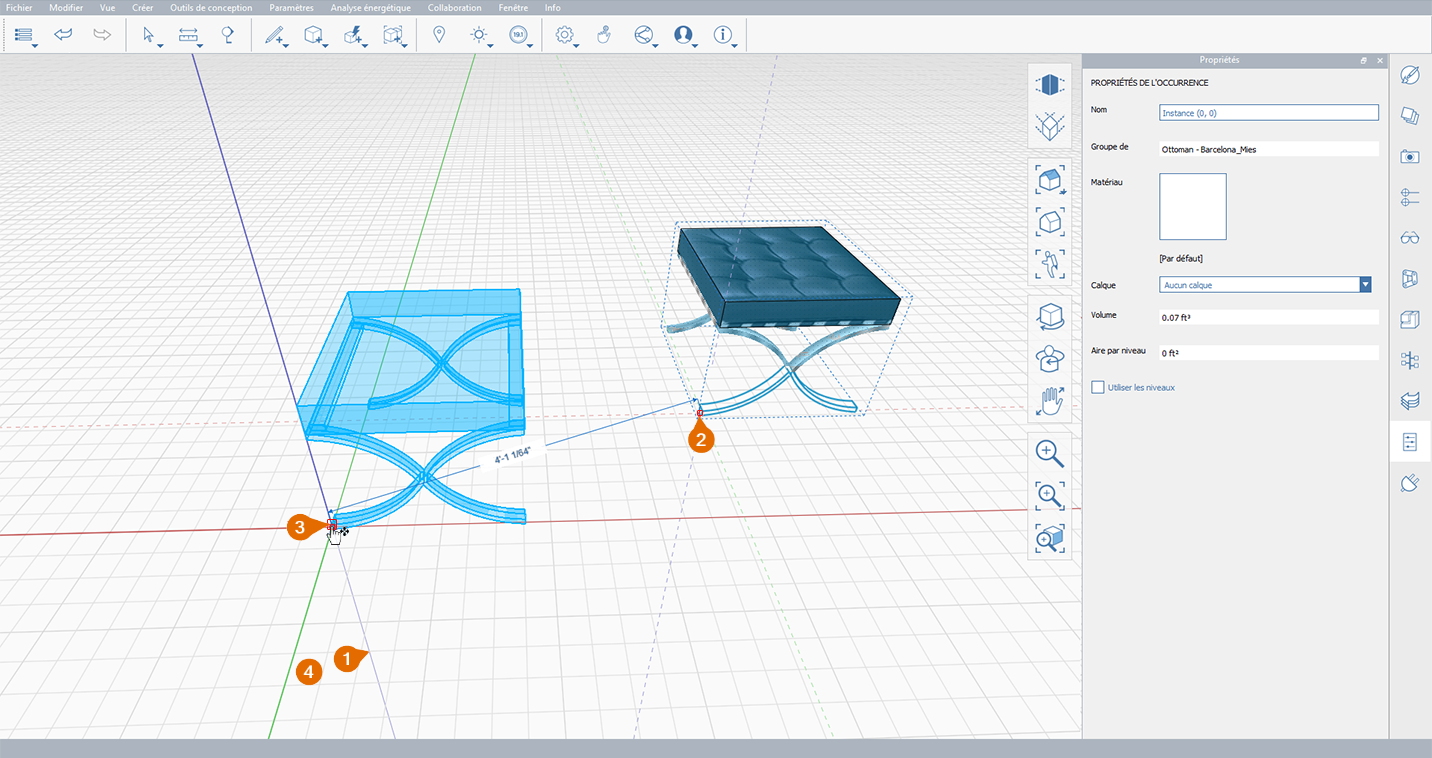 Fichier Modifier Vue Créer Outils de conception Paramètres Analyse énergétique Collaboration Fenêtre Info
19.1
Propriétés
PROPRIÉTÉS DE L'OCCURRENCE
Nom Instance (0, 0)
Groupe de Ottoman - Barcelona_Mies
Matériau
[Par défaut]
Calque Aucun calque
Volume 0.07 ft³
Aire par niveau 0 ft²
Utiliser les niveaux
2
4'-1 1/64"
3
1
4